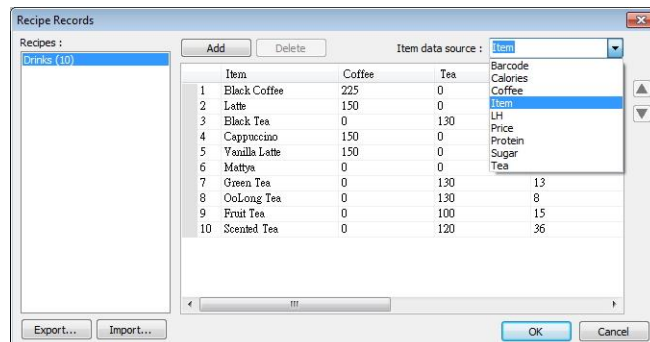 Recipe Records
Recipes :
Drinks (10)
Add
Delete
Item data source :
Item
Barcode
Calories
Coffee
Item
LH
Price
Protein
Sugar
Tea
Item Coffee Tea
1 Black Coffee 225 0
2 Latte 150 0
3 Black Tea 0 130
4 Cappuccino 150 0
5 Vanilla Latte 150 0
6 Mattya 0 0
7 Green Tea 0 130 13
8 OoLong Tea 0 130 8
9 Fruit Tea 0 100 15
10 Scented Tea 0 120 36
Export...
Import...
OK
Cancel